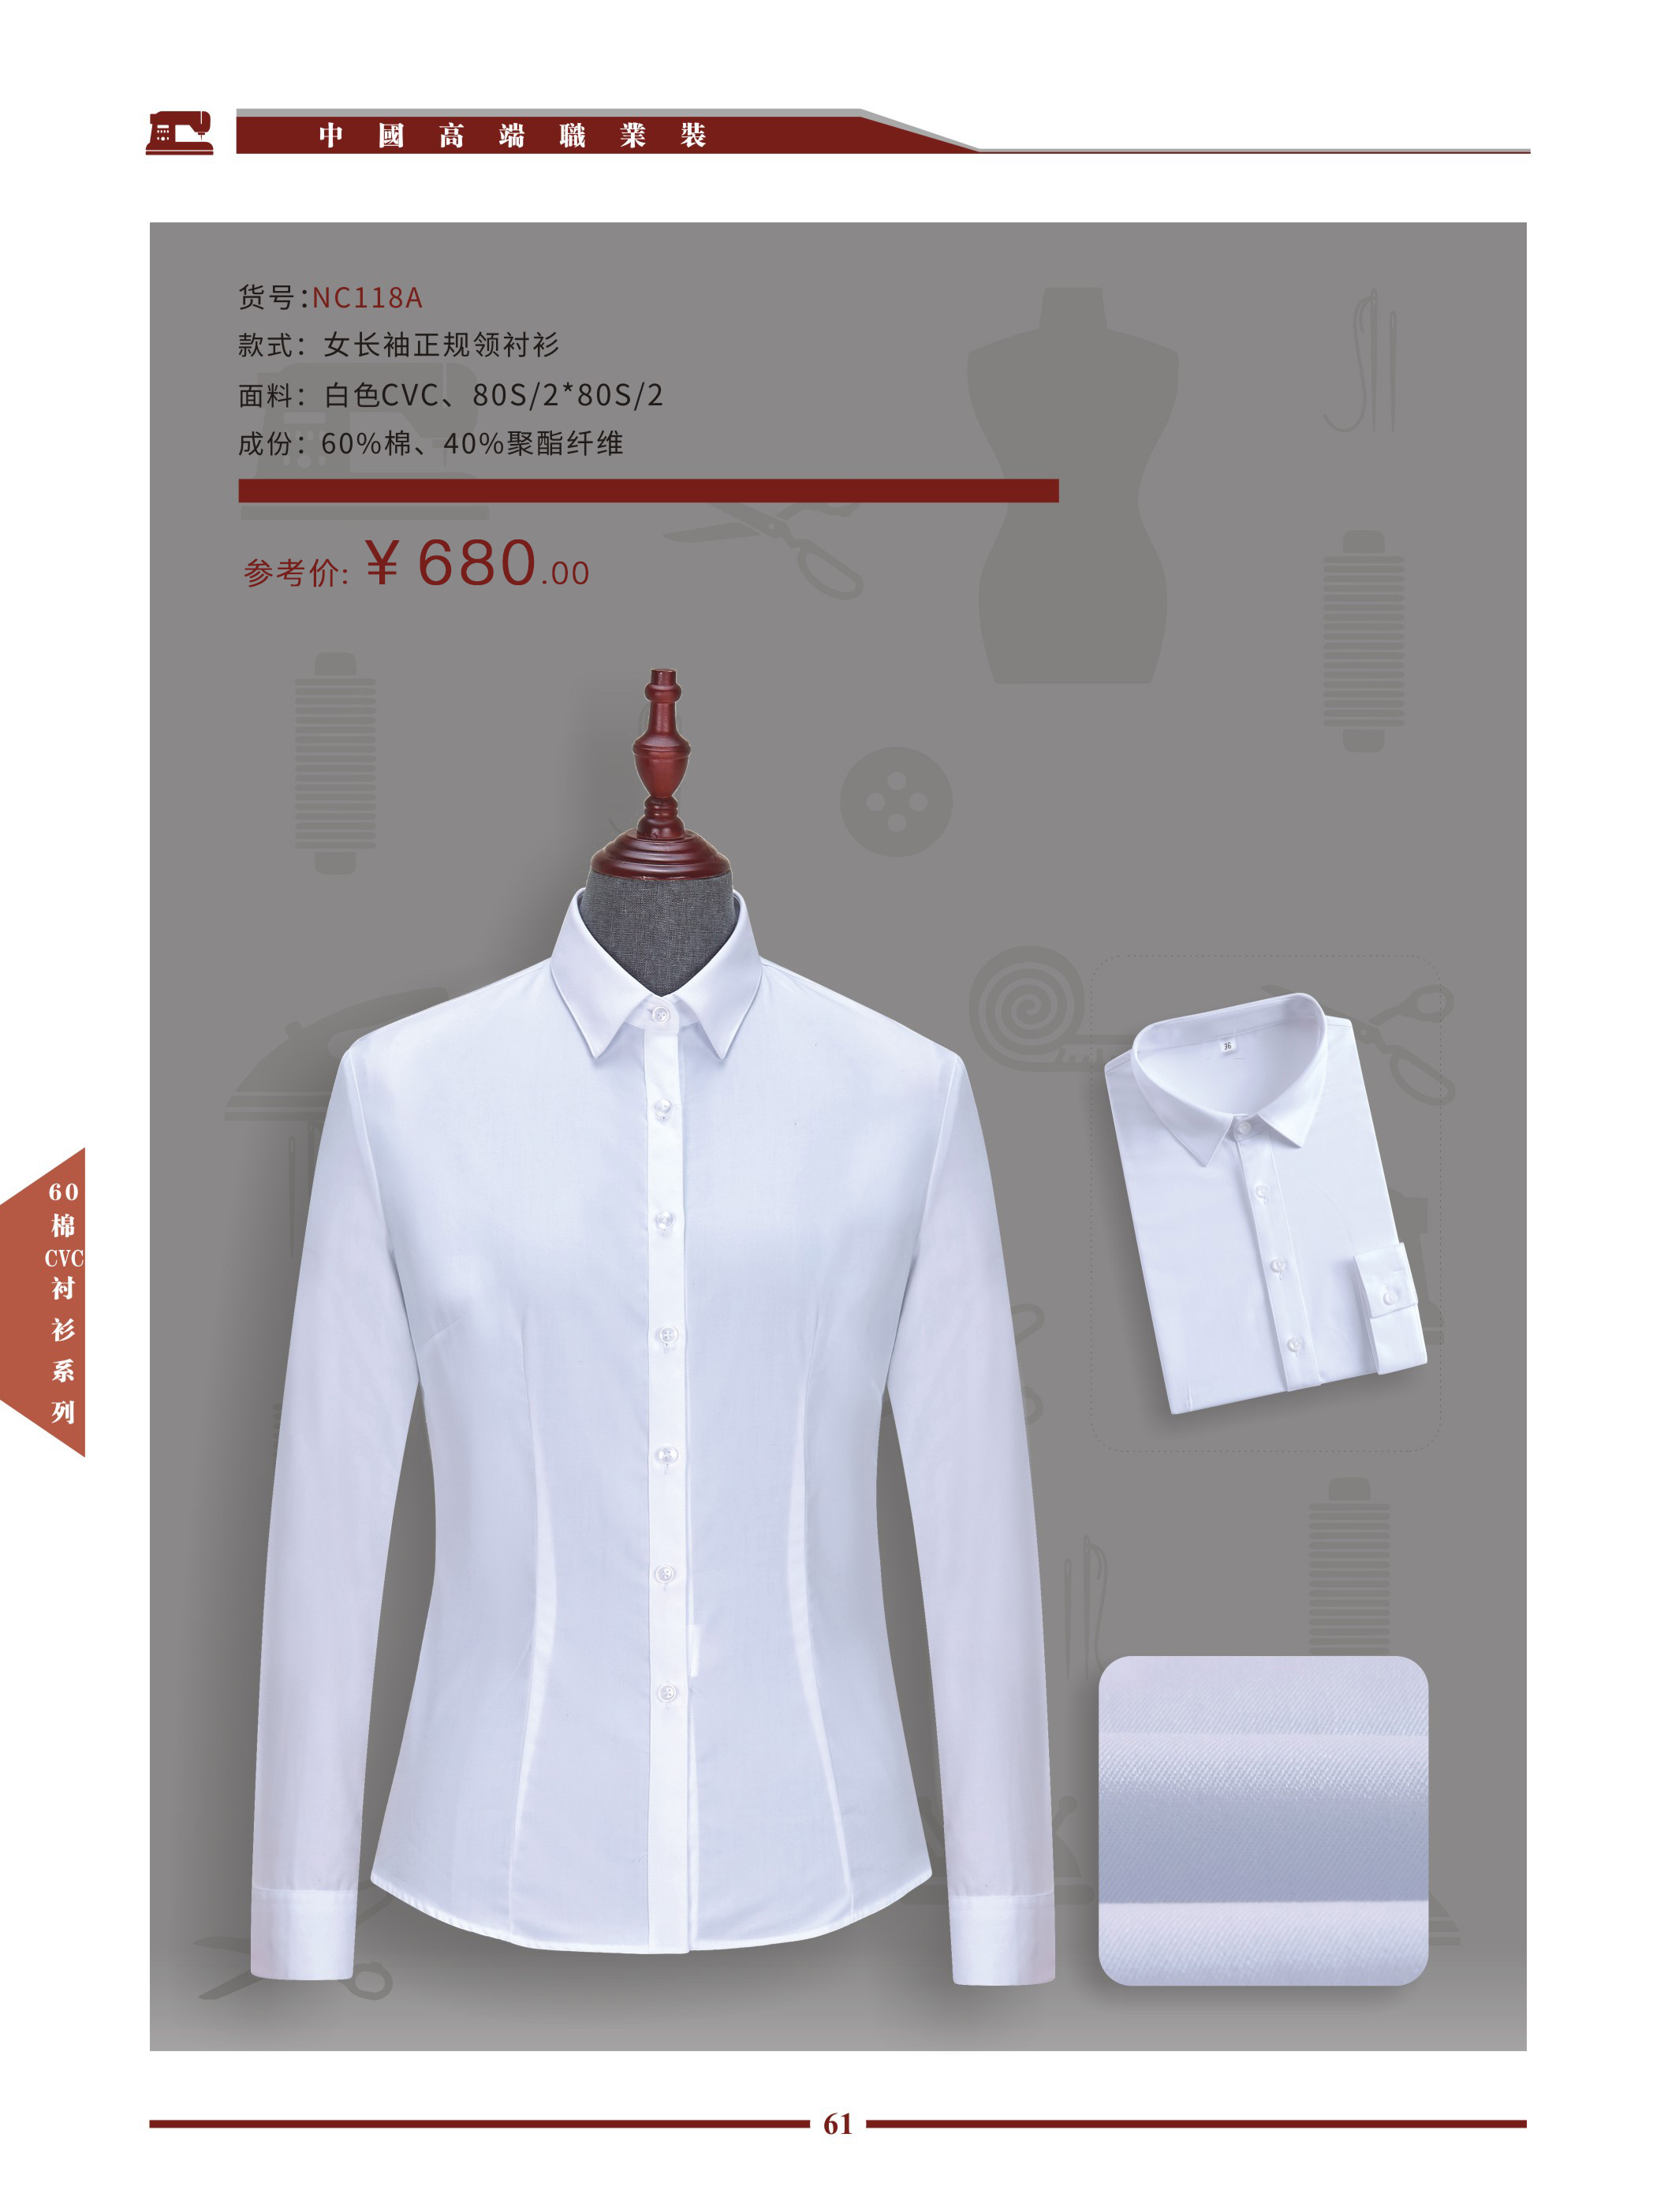 中國高端職業裝
货号:NC118A
款式：女长袖正规领衬衫
面料：白色CVC、80S/2*80S/2
成份：60%棉、40%聚酯纤维
参考价:￥680.00
36
60
棉
CVC
衬
衫
系
列
61